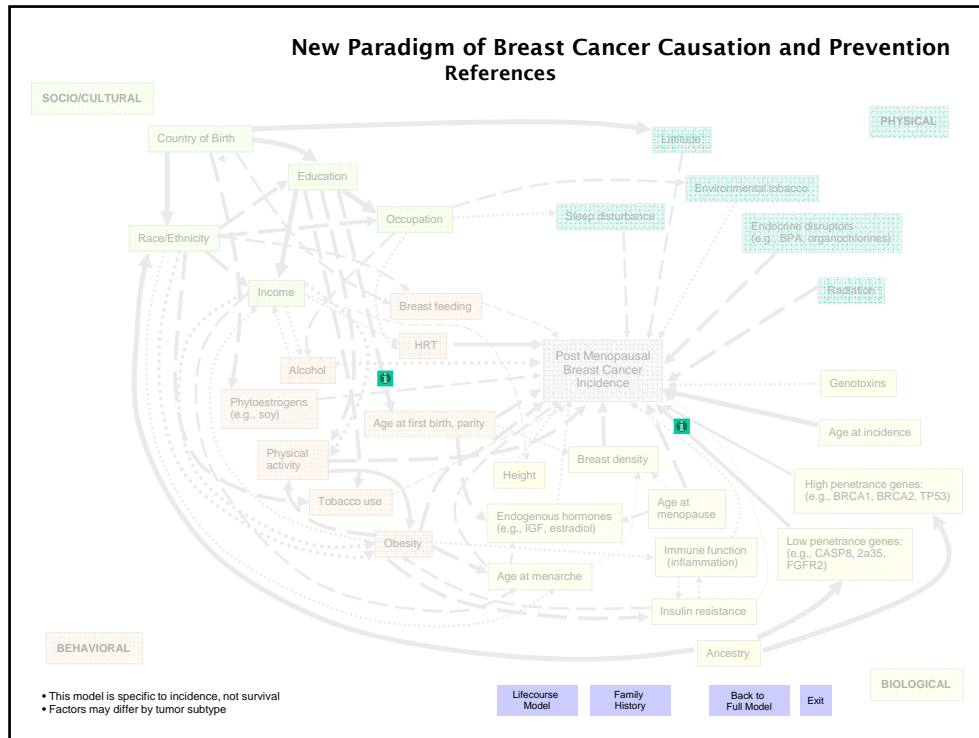 New Paradigm of Breast Cancer Causation and Prevention
References
SOCIO/CULTURAL
PHYSICAL
Country of Birth
Latitude
Education
Environmental tobacco
Occupation
Sleep disturbance
Endocrine disruptors
(e.g., BPA, organochlorines)
Race/Ethnicity
Income
Radiation
Breast feeding
HRT
Post Menopausal
Breast Cancer
Incidence
Alcohol
Genotoxins
Phytoestrogens
(e.g., soy)
Age at first birth, parity
Age at incidence
Physical
activity
Breast density
Height
High penetrance genes:
(e.g., BRCA1, BRCA2, TP53)
Tobacco use
Endogenous hormones
(e.g., IGF, estradiol)
Age at
menopause
Low penetrance genes:
(e.g., CASP8, 2a35,
FGFR2)
Obesity
Immune function
(inflammation)
Age at menarche
Insulin resistance
Ancestry
BEHAVIORAL
BIOLOGICAL
• This model is specific to incidence, not survival
• Factors may differ by tumor subtype
Lifecourse
Model
Family
History
Back to
Full Model
Exit